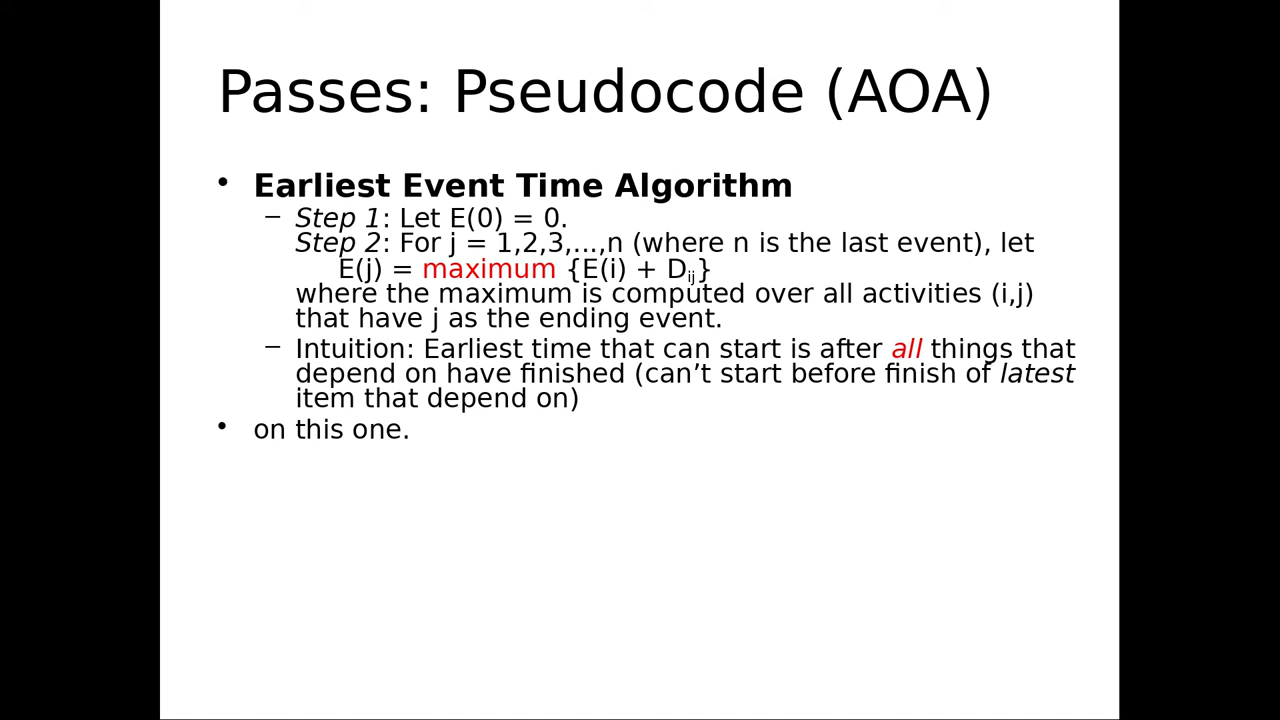 Passes: Pseudocode (AOA)
• Earliest Event Time Algorithm
– Step 1: Let E(0) = 0.
Step 2: For j = 1,2,3,...,n (where n is the last event), let
E(j) = maximum {E(i) + Dij}
where the maximum is computed over all activities (i,j)
that have j as the ending event.
– Intuition: Earliest time that can start is after all things that
depend on have finished (can’t start before finish of latest
item that depend on)
• on this one.